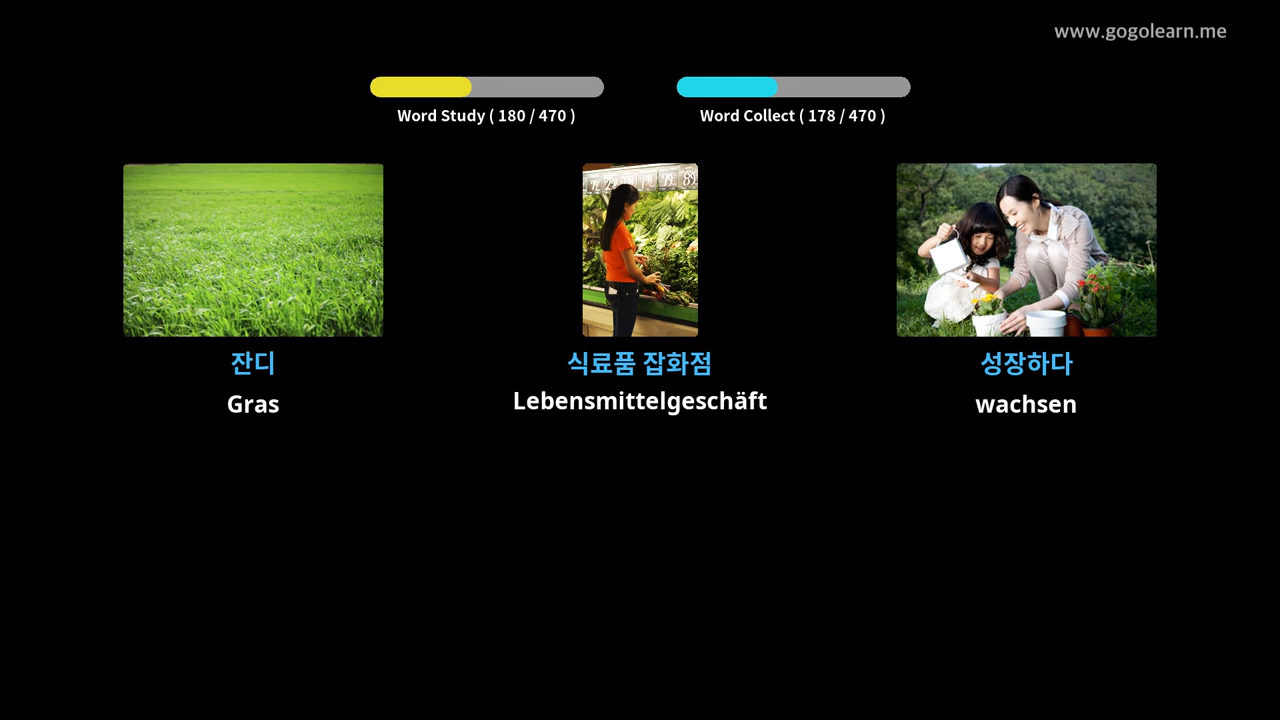 www.gogolearn.me
Word Study ( 180 / 470 )
Word Collect ( 178 / 470 )
잔디
식료품 잡화점
성장하다
Gras
Lebensmittelgeschäft
wachsen